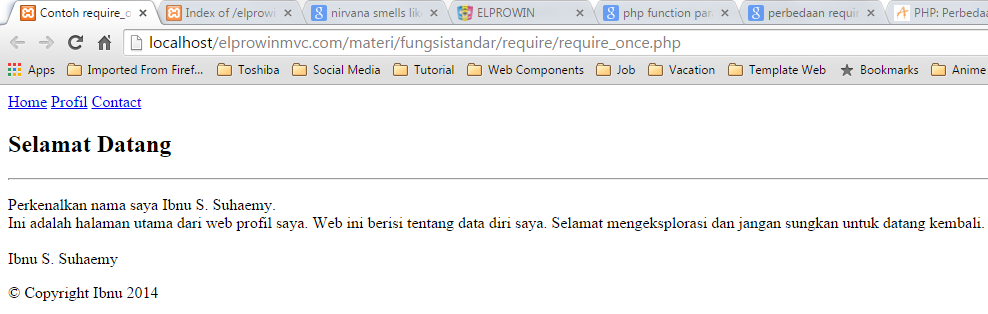 Contoh require_o
Index of /elprowin
nirvana smells lik
ELPROWIN
php function par
perbedaan requir
PHP: Perbeda
localhost/elprowinmvc.com/materi/fungsistandar/require/require_once.php
Apps Imported From Firef... Toshiba Social Media Tutorial Web Components Job Vacation Template Web Bookmarks Anime
Home Profil Contact
Selamat Datang
Perkenalkan nama saya Ibnu S. Suhaemy.
Ini adalah halaman utama dari web profil saya. Web ini berisi tentang data diri saya. Selamat mengeksplorasi dan jangan sungkan untuk datang kembali.
Ibnu S. Suhaemy
© Copyright Ibnu 2014